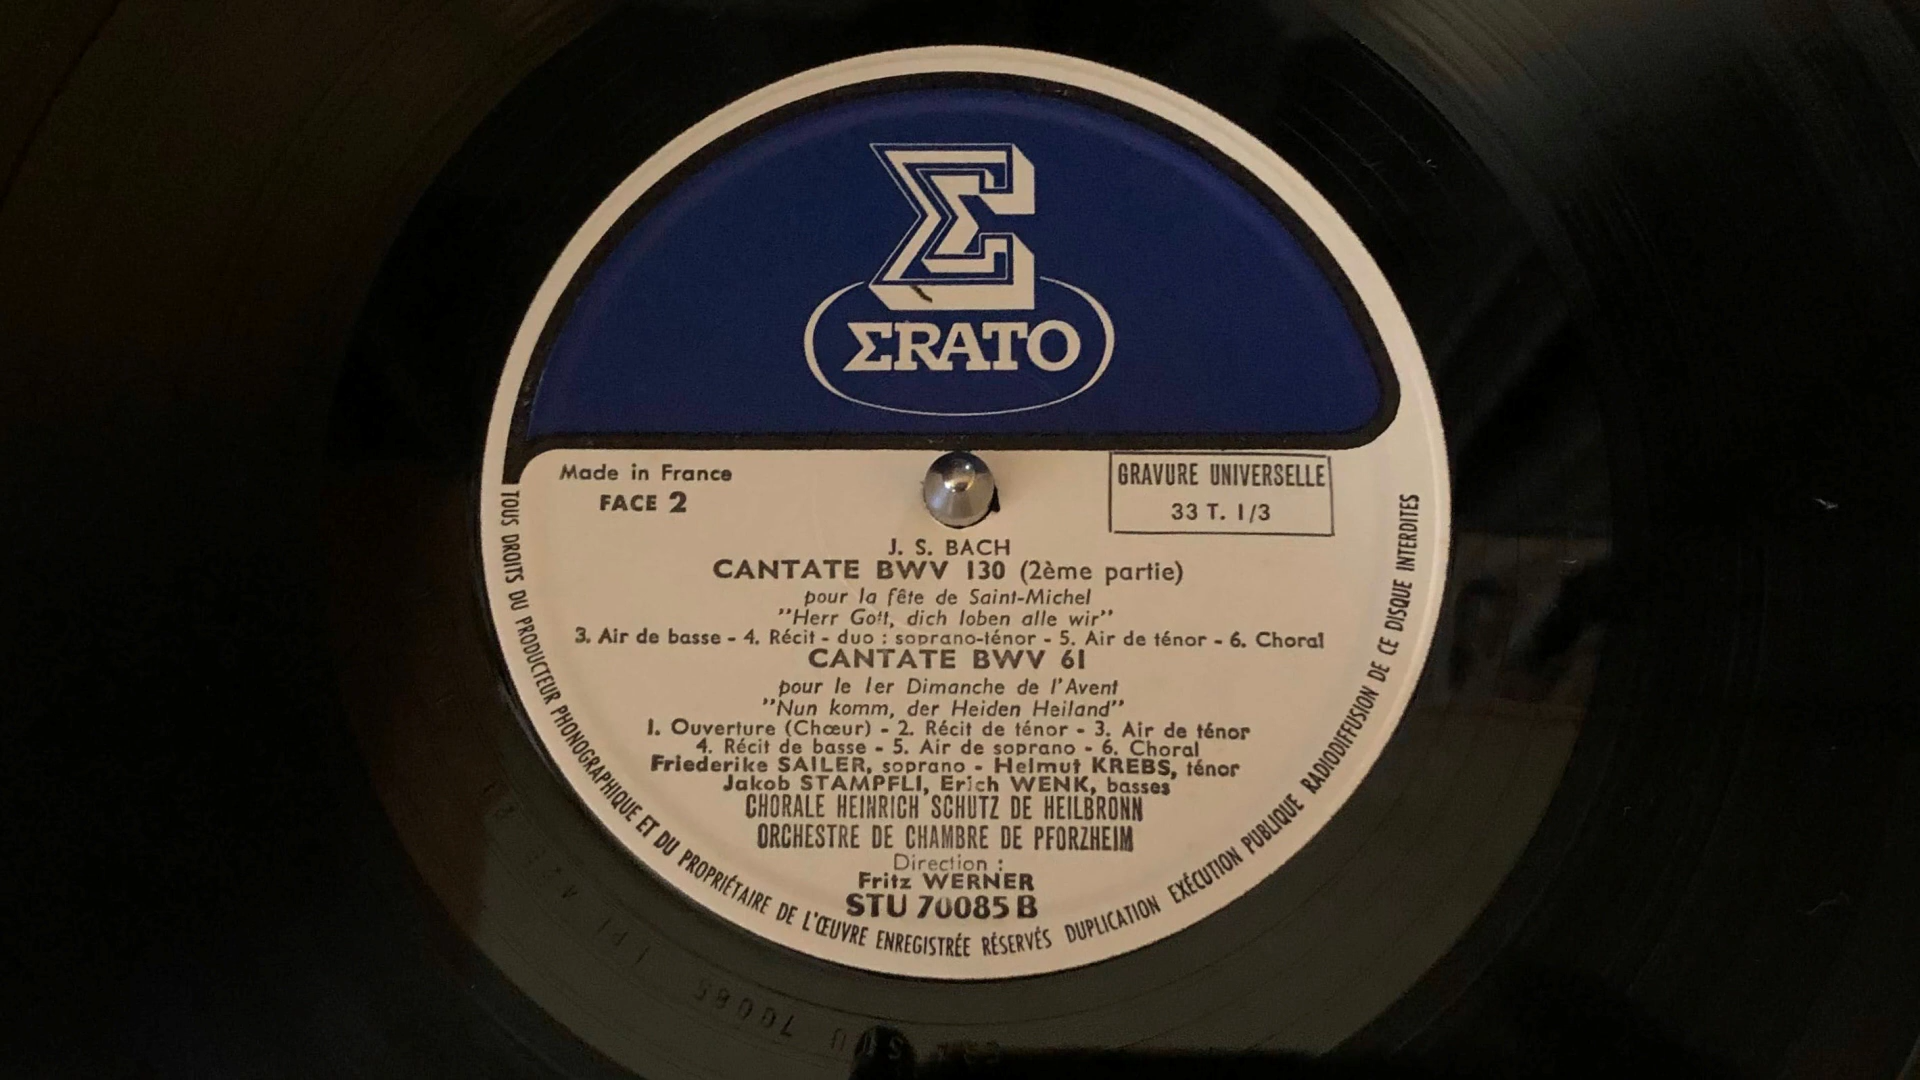 Σ
ΣRATO
Made in France
FACE 2
GRAVURE UNIVERSELLE
33 T. 1/3
J. S. BACH
CANTATE BWV 130 (2ème partie)
pour la fête de Saint-Michel
"Herr Gott, dich loben alle wir"
3. Air de basse - 4. Récit - duo : soprano-ténor - 5. Air de ténor - 6. Choral
CANTATE BWV 61
pour le 1er Dimanche de l'Avent
"Nun komm, der Heiden Heiland"
1. Ouverture (Chœur) - 2. Récit de ténor - 3. Air de ténor
4. Récit de basse - 5. Air de soprano - 6. Choral
Friederike SAILER, soprano - Helmut KREBS, ténor
Jakob STAMPFLI, Erich WENK, basses
CHORALE HEINRICH SCHUTZ DE HEILBRONN
ORCHESTRE DE CHAMBRE DE PFORZHEIM
Direction :
Fritz WERNER
STU 70085 B
TOUS DROITS DU PRODUCTEUR PHONOGRAPHIQUE ET DU PROPRIÉTAIRE DE L'ŒUVRE ENREGISTRÉE RÉSERVÉS DUPLICATION EXÉCUTION PUBLIQUE RADIODIFFUSION DE CE DISQUE INTERDITES
70085